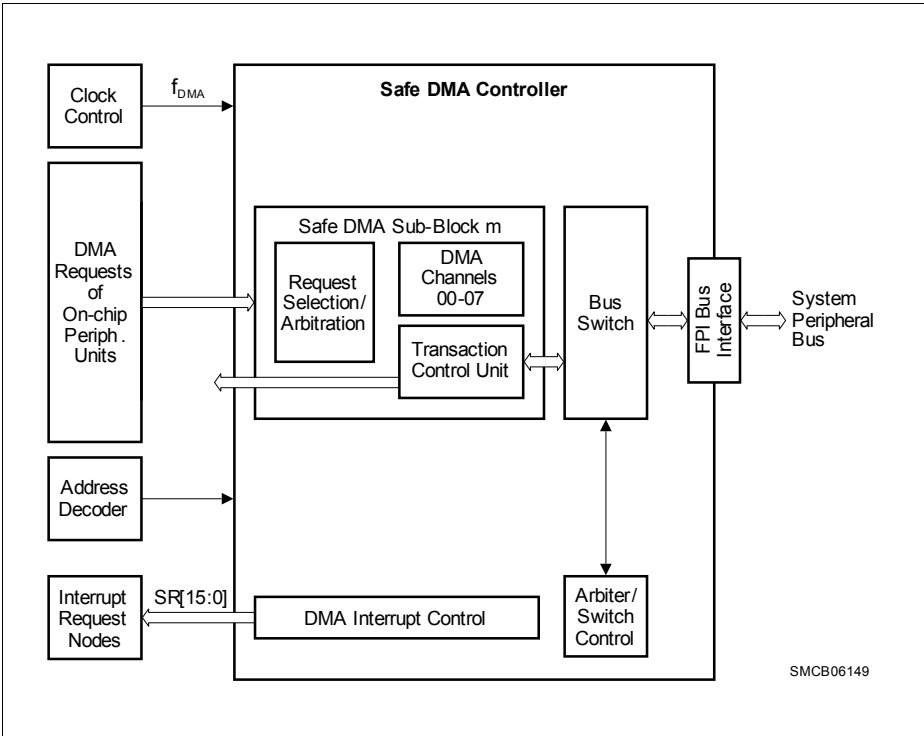 Clock
Control
f DMA
Safe DMA Controller
DMA
Requests
of
On-chip
Periph .
Units
Safe DMA Sub-Block m
Request
Selection/
Arbitration
DMA
Channels
00-07
Transaction
Control Unit
Bus
Switch
FPI Bus
Interface
System
Peripheral
Bus
Address
Decoder
Interrupt
Request
Nodes
SR[15:0]
DMA Interrupt Control
Arbiter/
Switch
Control
SMCB06149